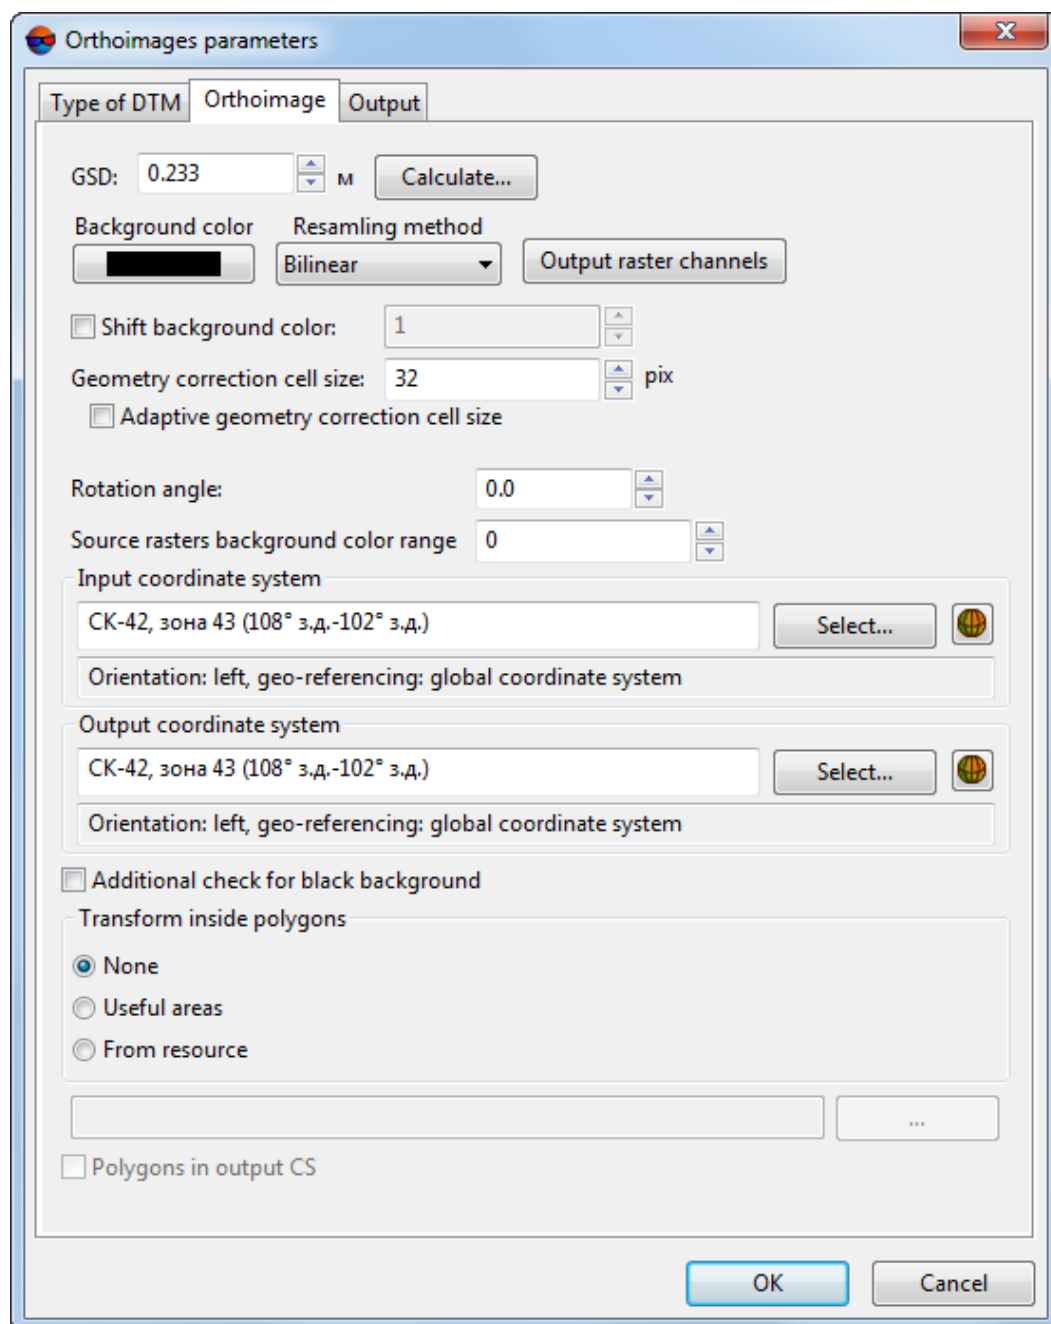 Orthoimages parameters
Type of DTM Orthoimage Output
GSD: 0.233 м Calculate...
Background color Resamling method
Bilinear Output raster channels
Shift background color: 1
Geometry correction cell size: 32 pix
Adaptive geometry correction cell size
Rotation angle: 0.0
Source rasters background color range 0
Input coordinate system
СК-42, зона 43 (108° з.д.-102° з.д.) Select...
Orientation: left, geo-referencing: global coordinate system
Output coordinate system
СК-42, зона 43 (108° з.д.-102° з.д.) Select...
Orientation: left, geo-referencing: global coordinate system
Additional check for black background
Transform inside polygons
None
Useful areas
From resource
...
Polygons in output CS
OK Cancel